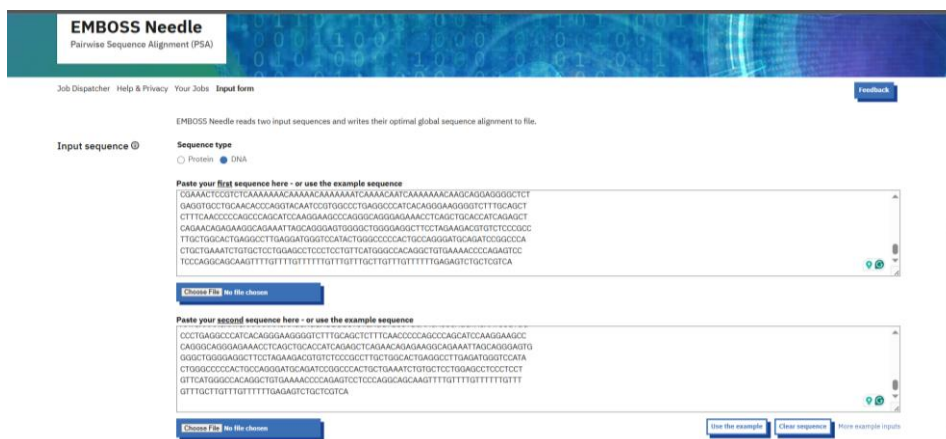 EMBOSS Needle
Pairwise Sequence Alignment (PSA)
Job Dispatcher Help & Privacy Your Jobs Input form
Feedback
EMBOSS Needle reads two input sequences and writes their optimal global sequence alignment to file.
Input sequence
Sequence type
Protein DNA
Paste your first sequence here - or use the example sequence
CGAAACTCCGTCTCAAAAAAACAAAAACAAAAAAATCAAAACAATCAAAAAAACAAGCAGGAGGGGCTCT
GAGGTGCCTGCAACACCCAGGTACAATCCGTGGCCCTGAGGCCCATCACAGGGAAGGGGTCTTTGCAGCT
CTTTCAACCCCCAGCCCAGCATCCAAGGAAGCCCAGGGCAGGGAGAAACCTCAGCTGCACCATCAGAGCT
CAGAACAGAGAAGGCAGAAATTAGCAGGGAGTGGGGCTGGGGAGGCTTCCTAGAAGACGTGTCTCCCGCC
TTGCTGGCACTGAGGCCTTGAGGATGGGTCCATACTGGGCCCCCACTGCCAGGGATGCAGATCCGGCCCA
CTGCTGAAATCTGTGCTCCTGGAGCCTCCCTCCTGTTCATGGGCCACAGGCTGTGAAAACCCCAGAGTCC
TCCCAGGCAGCAAGTTTTGTTTTGTTTTTTGTTTGTTTGCTTGTTTGTTTTTTGAGAGTCTGCTCGTCA
Choose File No file chosen
Paste your second sequence here - or use the example sequence
CCCTGAGGCCCATCACAGGGAAGGGGTCTTTGCAGCTCTTTCAACCCCCAGCCCAGCATCCAAGGAAGCC
CAGGGCAGGGAGAAACCTCAGCTGCACCATCAGAGCTCAGAACAGAGAAGGCAGAAATTAGCAGGGAGTG
GGGCTGGGGAGGCTTCCTAGAAGACGTGTCTCCCGCCTTGCTGGCACTGAGGCCTTGAGATGGGTCCATA
CTGGGCCCCCACTGCCAGGGATGCAGATCCGGCCCACTGCTGAAATCTGTGCTCCTGGAGCCTCCCTCCT
GTTCATGGGCCACAGGCTGTGAAAACCCCAGAGTCCTCCCAGGCAGCAAGTTTTGTTTTGTTTTTTGTTT
GTTTGCTTGTTTGTTTTTTGAGAGTCTGCTCGTCA
Choose File No file chosen
Use the example Clear sequence More example inputs